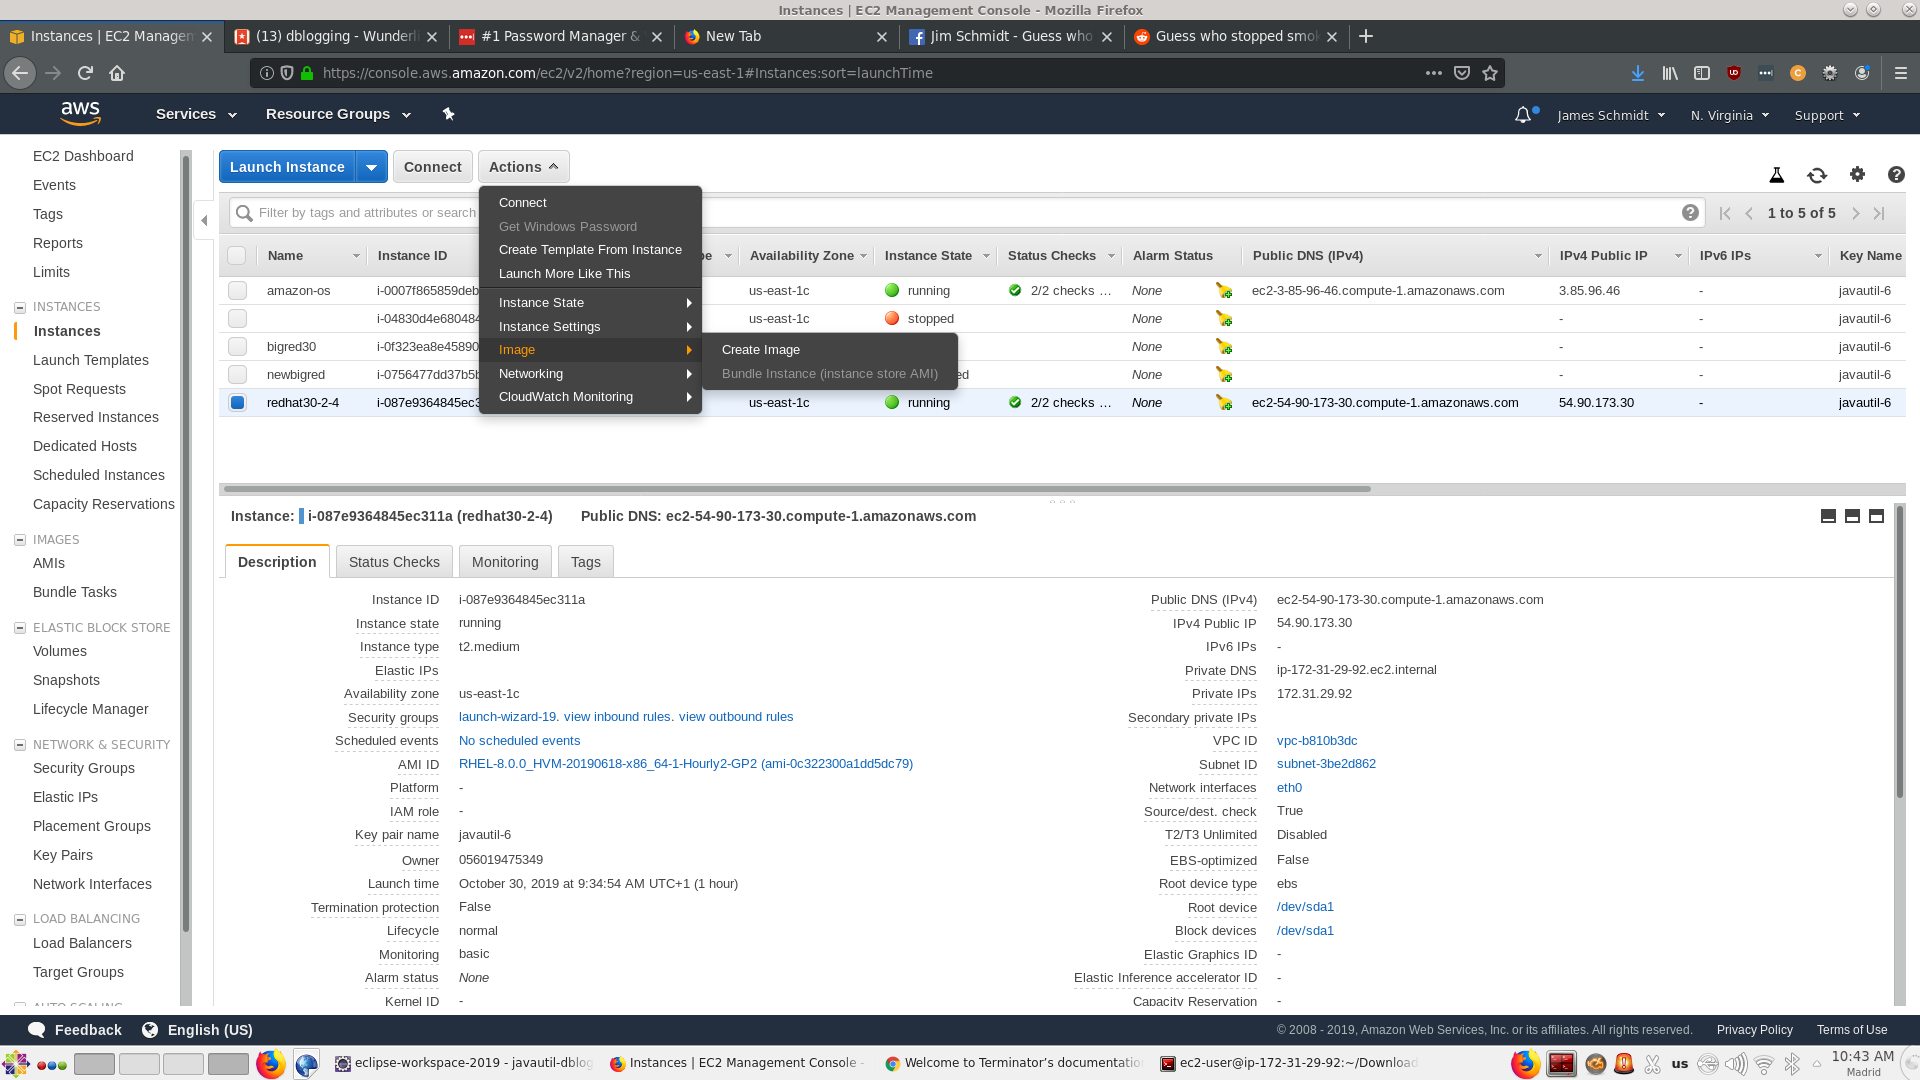 Instances | EC2 Management Console - Mozilla Firefox
Instances | EC2 Managem
(13) dblogging - Wunderli
#1 Password Manager &
New Tab
Jim Schmidt - Guess who
Guess who stopped smok
https://console.aws.amazon.com/ec2/v2/home?region=us-east-1#Instances:sort=launchTime
aws
Services
Resource Groups
James Schmidt
N. Virginia
Support
EC2 Dashboard
Events
Tags
Reports
Limits
INSTANCES
Instances
Launch Templates
Spot Requests
Reserved Instances
Dedicated Hosts
Scheduled Instances
Capacity Reservations
IMAGES
AMIs
Bundle Tasks
ELASTIC BLOCK STORE
Volumes
Snapshots
Lifecycle Manager
NETWORK & SECURITY
Security Groups
Elastic IPs
Placement Groups
Key Pairs
Network Interfaces
LOAD BALANCING
Load Balancers
Target Groups
AUTO SCALING
Launch Instance
Connect
Actions
Filter by tags and attributes or search
1 to 5 of 5
Connect
Get Windows Password
Create Template From Instance
Launch More Like This
Instance State
Instance Settings
Image
Networking
CloudWatch Monitoring
Create Image
Bundle Instance (instance store AMI)
Name Instance ID pe Availability Zone Instance State Status Checks Alarm Status Public DNS (IPv4) IPv4 Public IP IPv6 IPs Key Name
amazon-os i-0007f865859deb us-east-1c running 2/2 checks ... None ec2-3-85-96-46.compute-1.amazonaws.com 3.85.96.46 - javautil-6
i-04830d4e680484 us-east-1c stopped None - - javautil-6
bigred30 i-0f323ea8e45890 None - - javautil-6
newbigred i-0756477dd37b5b ed None - - javautil-6
redhat30-2-4 i-087e9364845ec3 us-east-1c running 2/2 checks ... None ec2-54-90-173-30.compute-1.amazonaws.com 54.90.173.30 - javautil-6
Instance: i-087e9364845ec311a (redhat30-2-4) Public DNS: ec2-54-90-173-30.compute-1.amazonaws.com
Description
Status Checks
Monitoring
Tags
Instance ID i-087e9364845ec311a
Instance state running
Instance type t2.medium
Elastic IPs
Availability zone us-east-1c
Security groups launch-wizard-19. view inbound rules. view outbound rules
Scheduled events No scheduled events
AMI ID RHEL-8.0.0_HVM-20190618-x86_64-1-Hourly2-GP2 (ami-0c322300a1dd5dc79)
Platform -
IAM role -
Key pair name javautil-6
Owner 056019475349
Launch time October 30, 2019 at 9:34:54 AM UTC+1 (1 hour)
Termination protection False
Lifecycle normal
Monitoring basic
Alarm status None
Kernel ID -
Public DNS (IPv4) ec2-54-90-173-30.compute-1.amazonaws.com
IPv4 Public IP 54.90.173.30
IPv6 IPs -
Private DNS ip-172-31-29-92.ec2.internal
Private IPs 172.31.29.92
Secondary private IPs
VPC ID vpc-b810b3dc
Subnet ID subnet-3be2d862
Network interfaces eth0
Source/dest. check True
T2/T3 Unlimited Disabled
EBS-optimized False
Root device type ebs
Root device /dev/sda1
Block devices /dev/sda1
Elastic Graphics ID -
Elastic Inference accelerator ID -
Capacity Reservation -
Feedback
English (US)
© 2008 - 2019, Amazon Web Services, Inc. or its affiliates. All rights reserved.
Privacy Policy
Terms of Use
eclipse-workspace-2019 - javautil-dblog
Instances | EC2 Management Console -
Welcome to Terminator's documentation
ec2-user@ip-172-31-29-92:~/Download
us
10:43 AM
Madrid